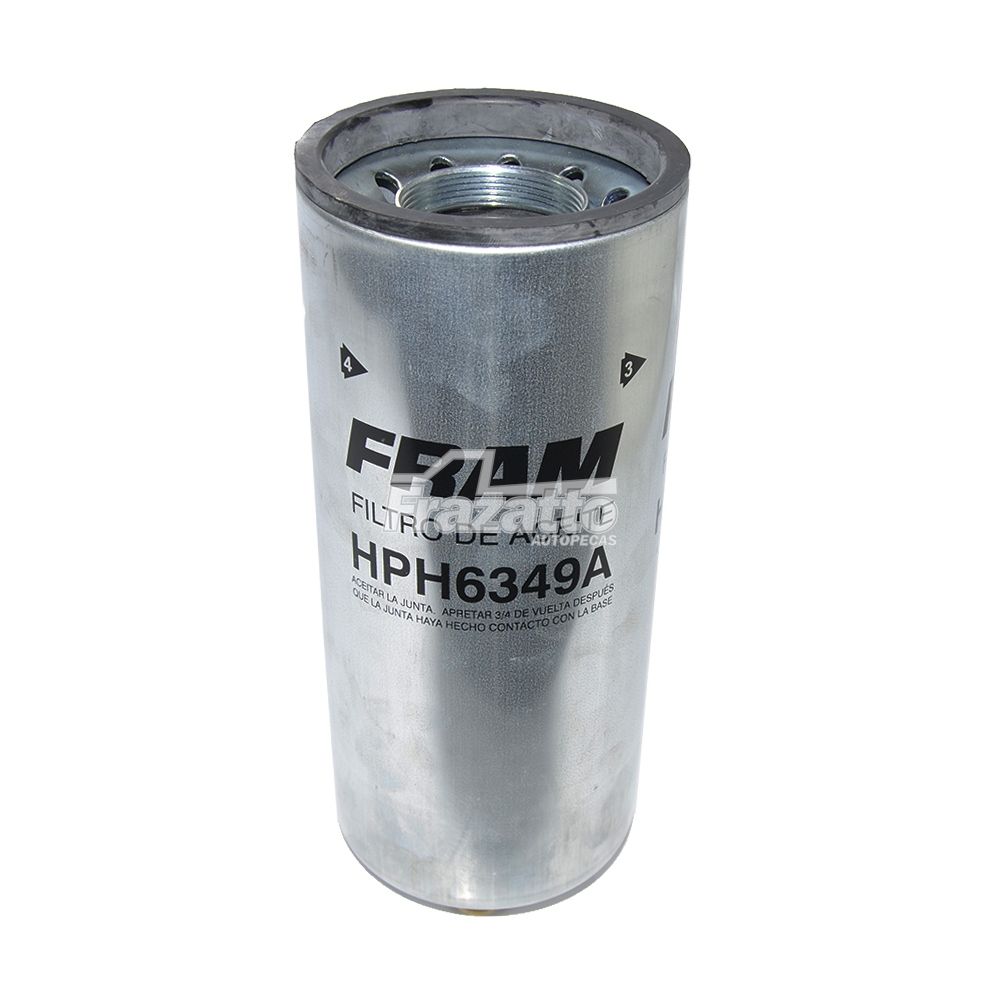 4
3
FRAM
Frazatto
AUTOPEÇAS
FILTRO DE ACEITE
HPH6349A
ACEITAR LA JUNTA. APRETAR 3/4 DE VUELTA DESPUÉS
QUE LA JUNTA HAYA HECHO CONTACTO CON LA BASE
H